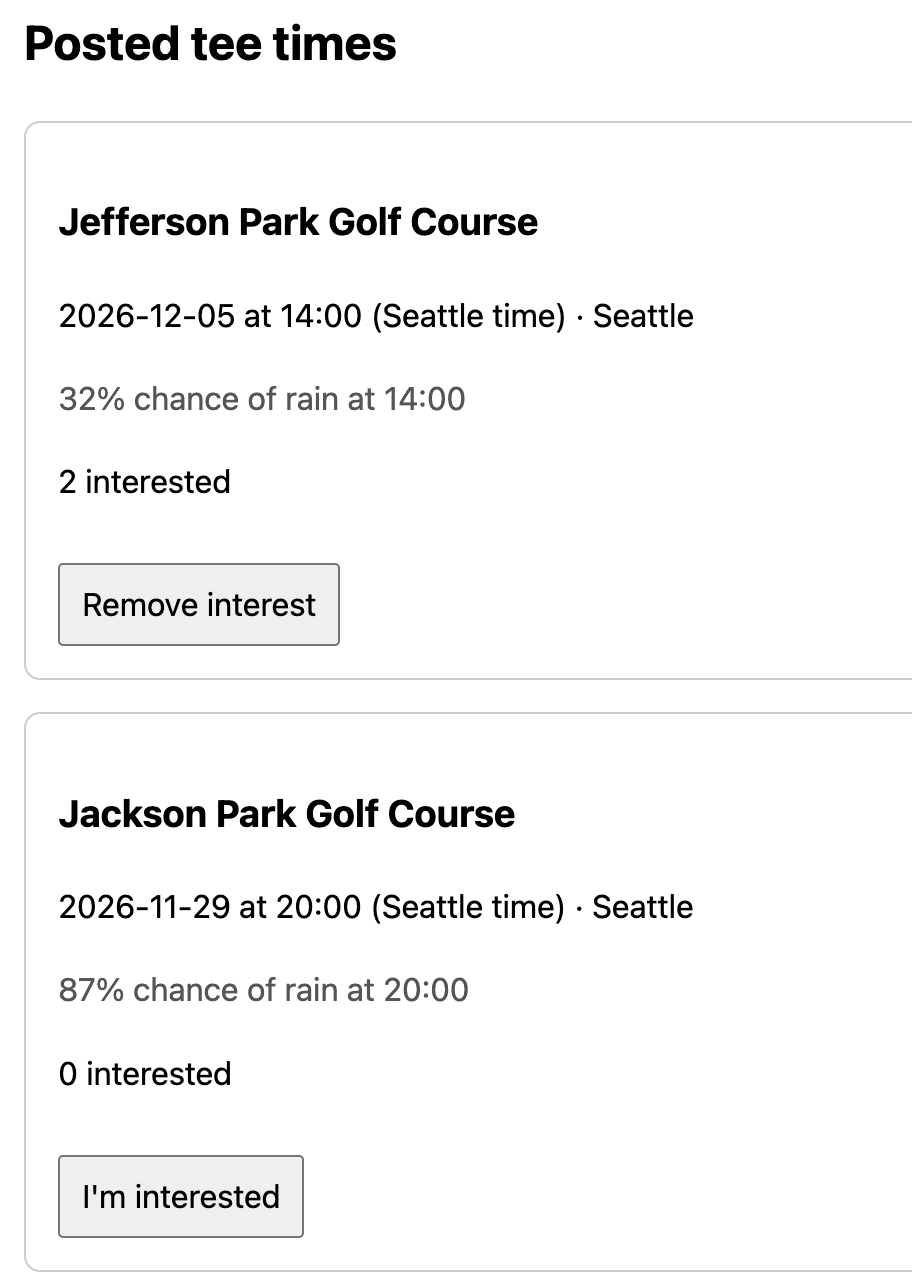 Posted tee times
Jefferson Park Golf Course
2026-12-05 at 14:00 (Seattle time) · Seattle
32% chance of rain at 14:00
2 interested
Remove interest
Jackson Park Golf Course
2026-11-29 at 20:00 (Seattle time) · Seattle
87% chance of rain at 20:00
0 interested
I'm interested